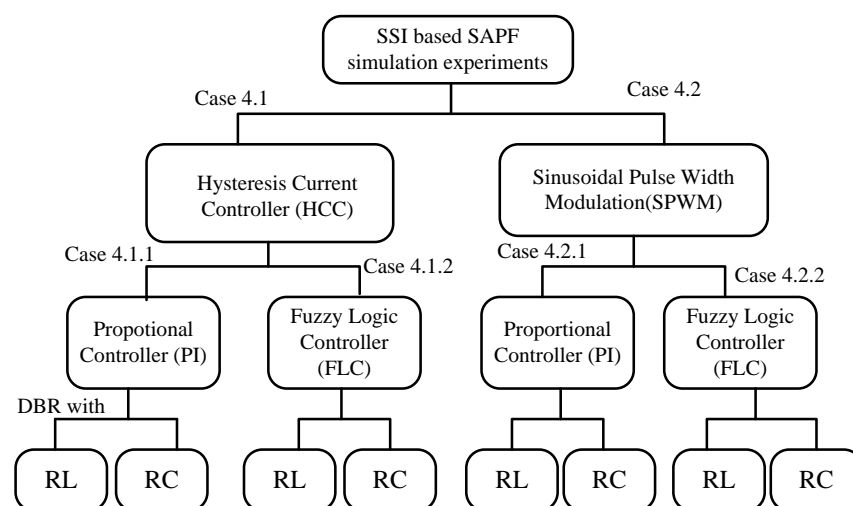 SSI based SAPF
simulation experiments
Case 4.1
Case 4.2
Hysteresis Current
Controller (HCC)
Sinusoidal Pulse Width
Modulation(SPWM)
Case 4.1.1
Case 4.1.2
Case 4.2.1
Case 4.2.2
Propotional
Controller (PI)
Fuzzy Logic
Controller
(FLC)
Proportional
Controller (PI)
Fuzzy Logic
Controller
(FLC)
DBR with
RL
RC
RL
RC
RL
RC
RL
RC